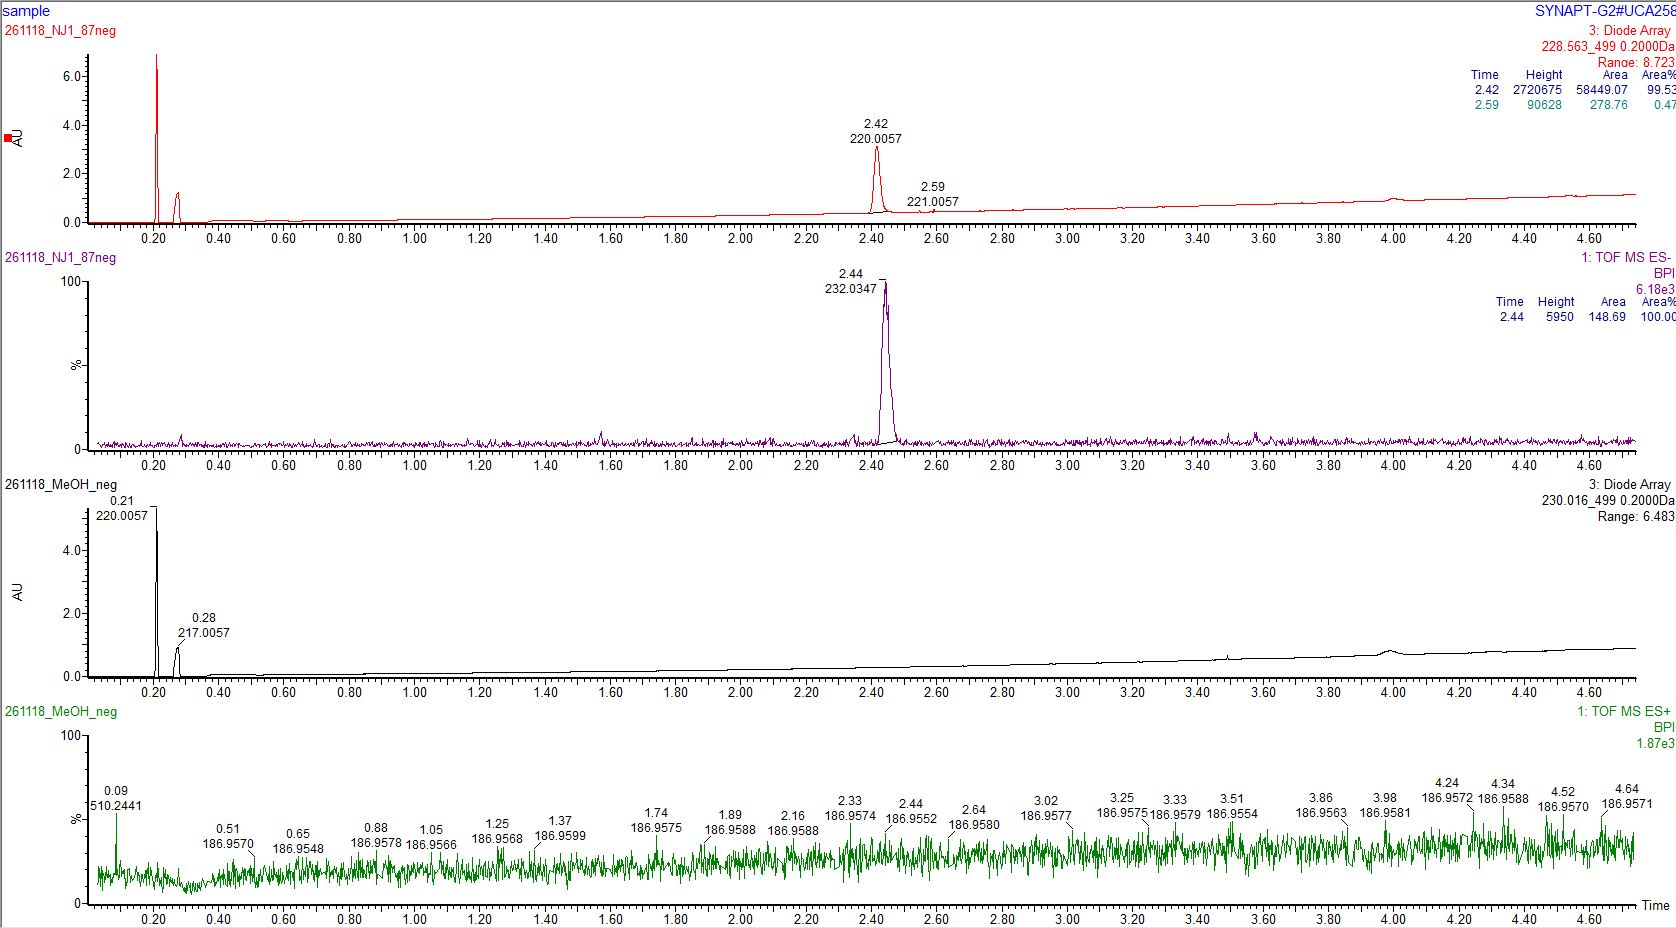 sample
SYNAPT-G2#UCA258
261118_NJ1_87neg
3: Diode Array
228.563_499 0.2000Da
Range: 8.723
Time Height Area Area%
2.42 2720675 58449.07 99.53
2.59 90628 278.76 0.47
AU
6.0
4.0
2.0
0.0
2.42
220.0057
2.59
221.0057
0.20 0.40 0.60 0.80 1.00 1.20 1.40 1.60 1.80 2.00 2.20 2.40 2.60 2.80 3.00 3.20 3.40 3.60 3.80 4.00 4.20 4.40 4.60
261118_NJ1_87neg
1: TOF MS ES-
BPI
6.18e3
Time Height Area Area%
2.44 5950 148.69 100.00
100
%
0
2.44
232.0347
0.20 0.40 0.60 0.80 1.00 1.20 1.40 1.60 1.80 2.00 2.20 2.40 2.60 2.80 3.00 3.20 3.40 3.60 3.80 4.00 4.20 4.40 4.60
261118_MeOH_neg
3: Diode Array
230.016_499 0.2000Da
Range: 6.483
0.21
220.0057
AU
4.0
2.0
0.0
0.28
217.0057
0.20 0.40 0.60 0.80 1.00 1.20 1.40 1.60 1.80 2.00 2.20 2.40 2.60 2.80 3.00 3.20 3.40 3.60 3.80 4.00 4.20 4.40 4.60
261118_MeOH_neg
1: TOF MS ES+
BPI
1.87e3
100
%
0
0.09
510.2441
0.51
186.9570
0.65
186.9548
0.88
186.9578
1.05
186.9566
1.25
186.9568
1.37
186.9599
1.74
186.9575
1.89
186.9588
2.16
186.9588
2.33
186.9574
2.44
186.9552
2.64
186.9580
3.02
186.9577
3.25
186.9575
3.33
186.9579
3.51
186.9554
3.86
186.9563
3.98
186.9581
4.24
186.9572
4.34
186.9588
4.52
186.9570
4.64
186.9571
0.20 0.40 0.60 0.80 1.00 1.20 1.40 1.60 1.80 2.00 2.20 2.40 2.60 2.80 3.00 3.20 3.40 3.60 3.80 4.00 4.20 4.40 4.60
Time